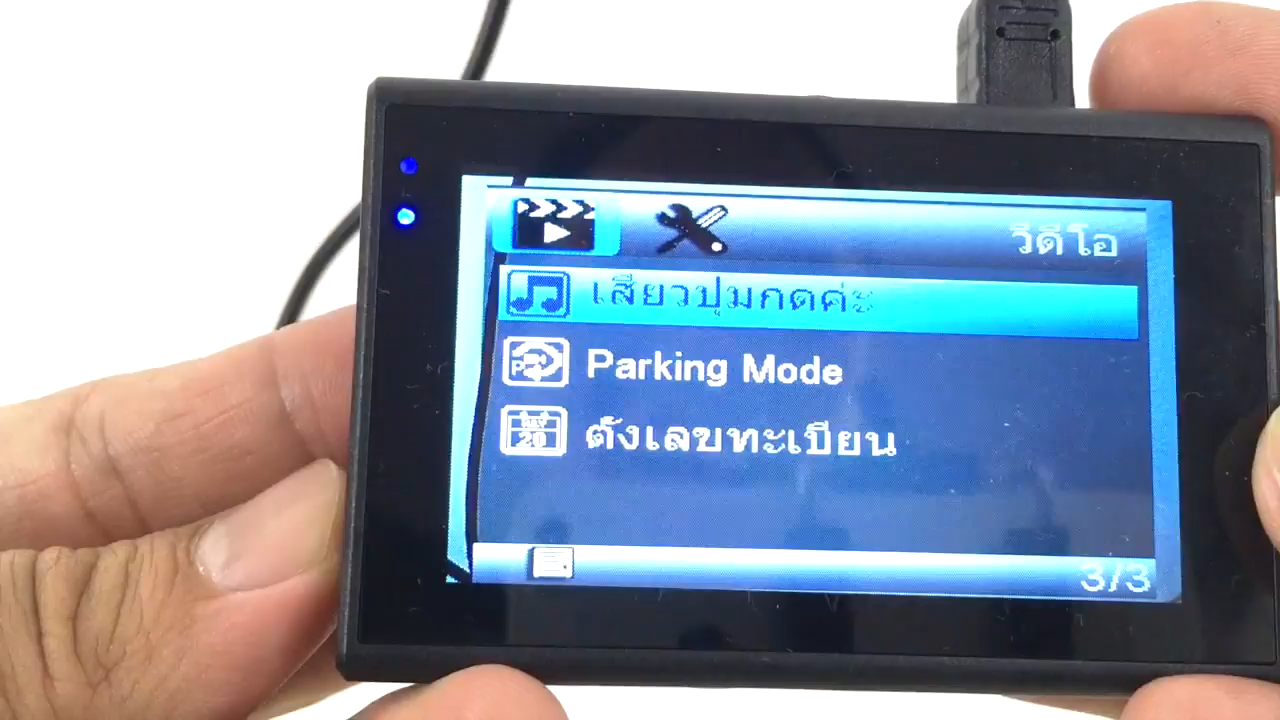 วีดีโอ
เสียวปุ่มกดค่ะ
Parking Mode
ตั้งเลขทะเบียน
3/3